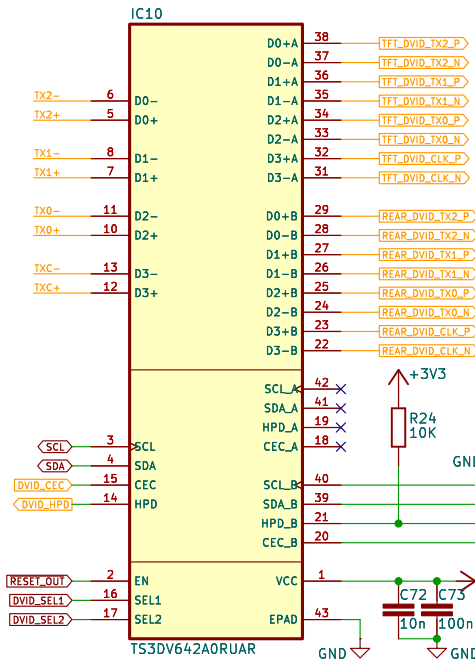 IC10
D0+A 38 TFT_DVID_TX2_P
D0-A 37 TFT_DVID_TX2_N
D1+A 36 TFT_DVID_TX1_P
TX2- 6 D0- D1-A 35 TFT_DVID_TX1_N
TX2+ 5 D0+ D2+A 34 TFT_DVID_TX0_P
D2-A 33 TFT_DVID_TX0_N
TX1- 8 D1- D3+A 32 TFT_DVID_CLK_P
TX1+ 7 D1+ D3-A 31 TFT_DVID_CLK_N
TX0- 11 D2- D0+B 29 REAR_DVID_TX2_P
TX0+ 10 D2+ D0-B 28 REAR_DVID_TX2_N
D1+B 27 REAR_DVID_TX1_P
TXC- 13 D3- D1-B 26 REAR_DVID_TX1_N
TXC+ 12 D3+ D2+B 25 REAR_DVID_TX0_P
D2-B 24 REAR_DVID_TX0_N
D3+B 23 REAR_DVID_CLK_P
D3-B 22 REAR_DVID_CLK_N
+3V3
SCL_A 42
SDA_A 41
R24
HPD_A 19
10K
SCL 3 SCL CEC_A 18
SDA 4 SDA GND
DVID_CEC 15 CEC SCL_B 40
DVID_HPD 14 HPD SDA_B 39
HPD_B 21
CEC_B 20
RESET_OUT 2 EN VCC 1
DVID_SEL1 16 SEL1 C72 C73
DVID_SEL2 17 SEL2 EPAD 43 10n 100n
TS3DV642A0RUAR GND GND